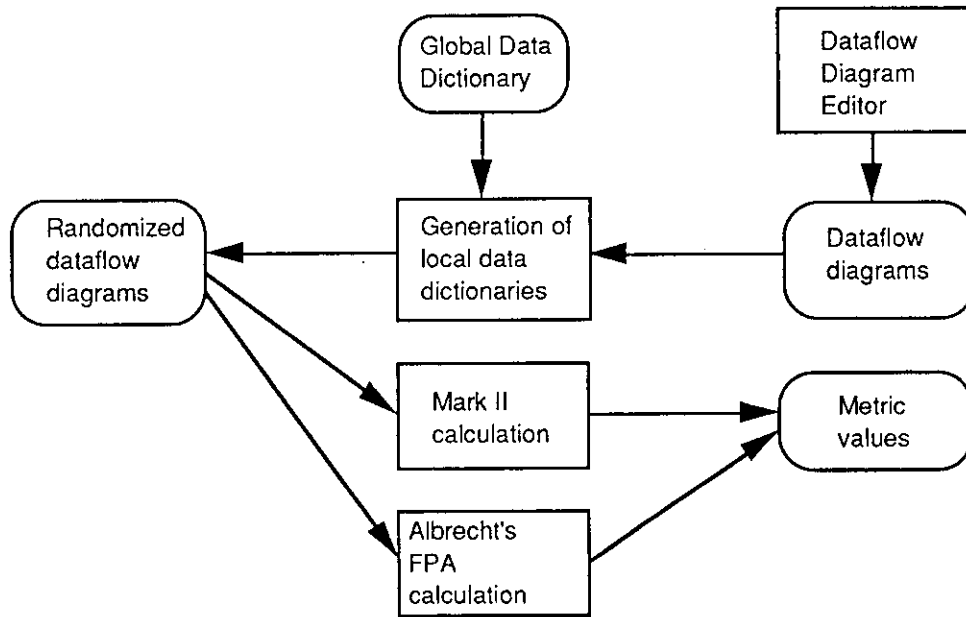 Global Data
Dictionary
Dataflow
Diagram
Editor
Randomized
dataflow
diagrams
Generation of
local data
dictionaries
Dataflow
diagrams
Mark II
calculation
Metric
values
Albrecht's
FPA
calculation